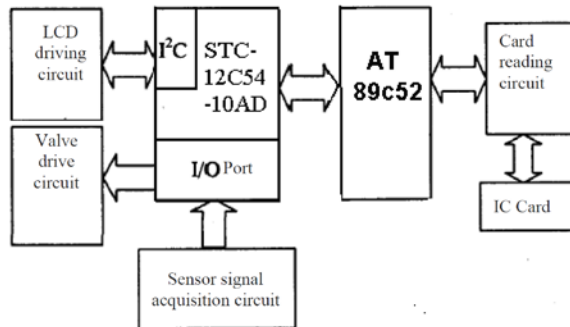 LCD
driving
circuit
I²C
STC-
12C54
-10AD
AT
89c52
Card
reading
circuit
Valve
drive
circuit
I/O Port
IC Card
Sensor signal
acquisition circuit